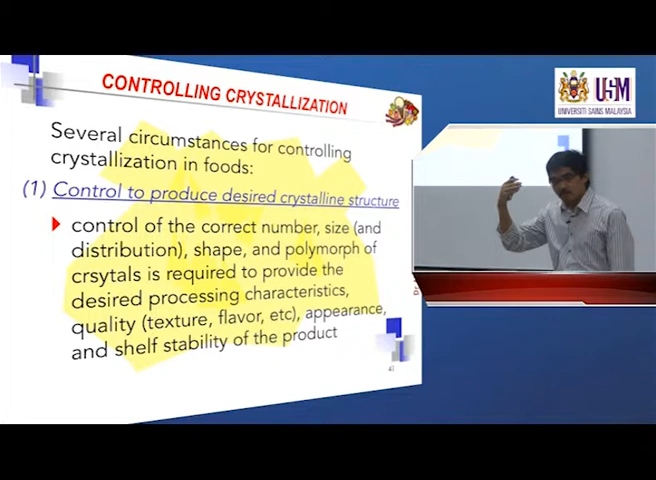 CONTROLLING CRYSTALLIZATION
Several circumstances for controlling
crystallization in foods:
(1) Control to produce desired crystalline structure
control of the correct number, size (and
distribution), shape, and polymorph of
crsytals is required to provide the
desired processing characteristics,
quality (texture, flavor, etc), appearance,
and shelf stability of the product
41
USM
UNIVERSITI SAINS MALAYSIA